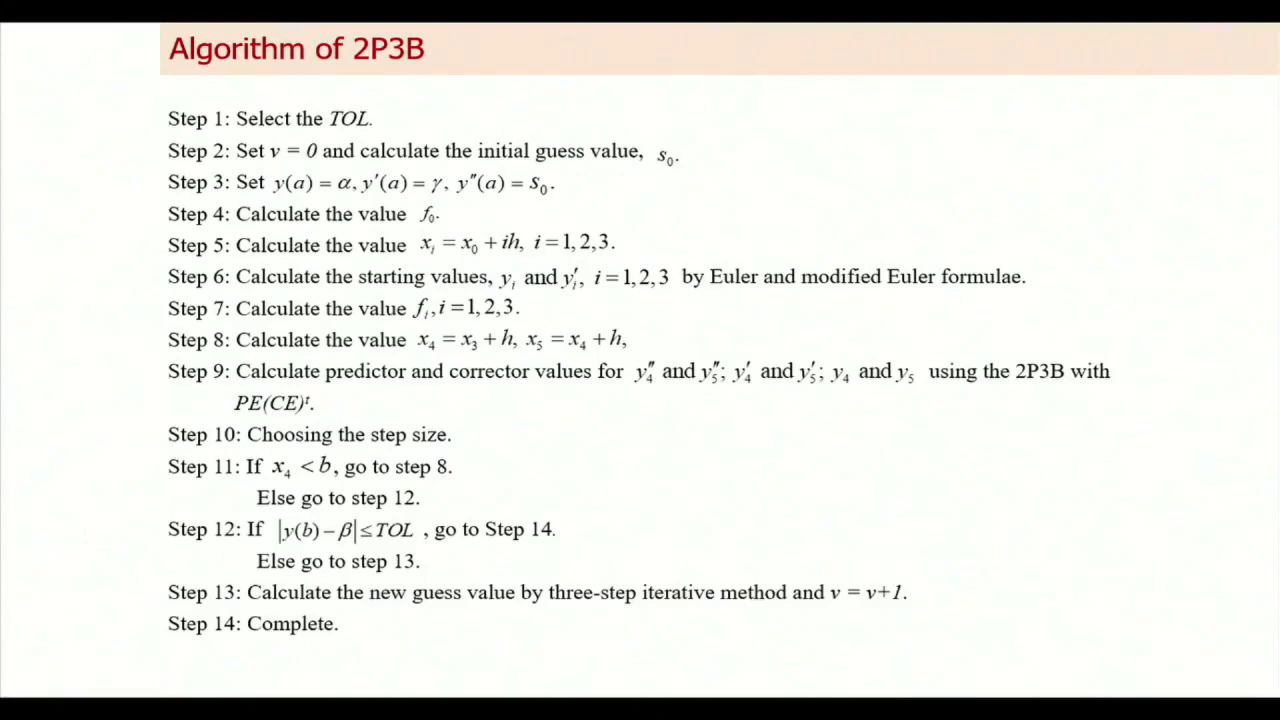 Algorithm of 2P3B
Step 1: Select the TOL.
Step 2: Set v = 0 and calculate the initial guess value, s₀.
Step 3: Set y(a) = α, y′(a) = γ, y″(a) = s₀.
Step 4: Calculate the value f₀.
Step 5: Calculate the value xᵢ = x₀ + ih, i = 1, 2, 3.
Step 6: Calculate the starting values, yᵢ and y′ᵢ, i = 1, 2, 3 by Euler and modified Euler formulae.
Step 7: Calculate the value fᵢ, i = 1, 2, 3.
Step 8: Calculate the value x₄ = x₃ + h, x₅ = x₄ + h,
Step 9: Calculate predictor and corrector values for y″₄ and y″₅; y′₄ and y′₅; y₄ and y₅ using the 2P3B with
PE(CE)ᵗ.
Step 10: Choosing the step size.
Step 11: If x₄ < b, go to step 8.
Else go to step 12.
Step 12: If |y(b) − β| ≤ TOL , go to Step 14.
Else go to step 13.
Step 13: Calculate the new guess value by three-step iterative method and v = v+1.
Step 14: Complete.